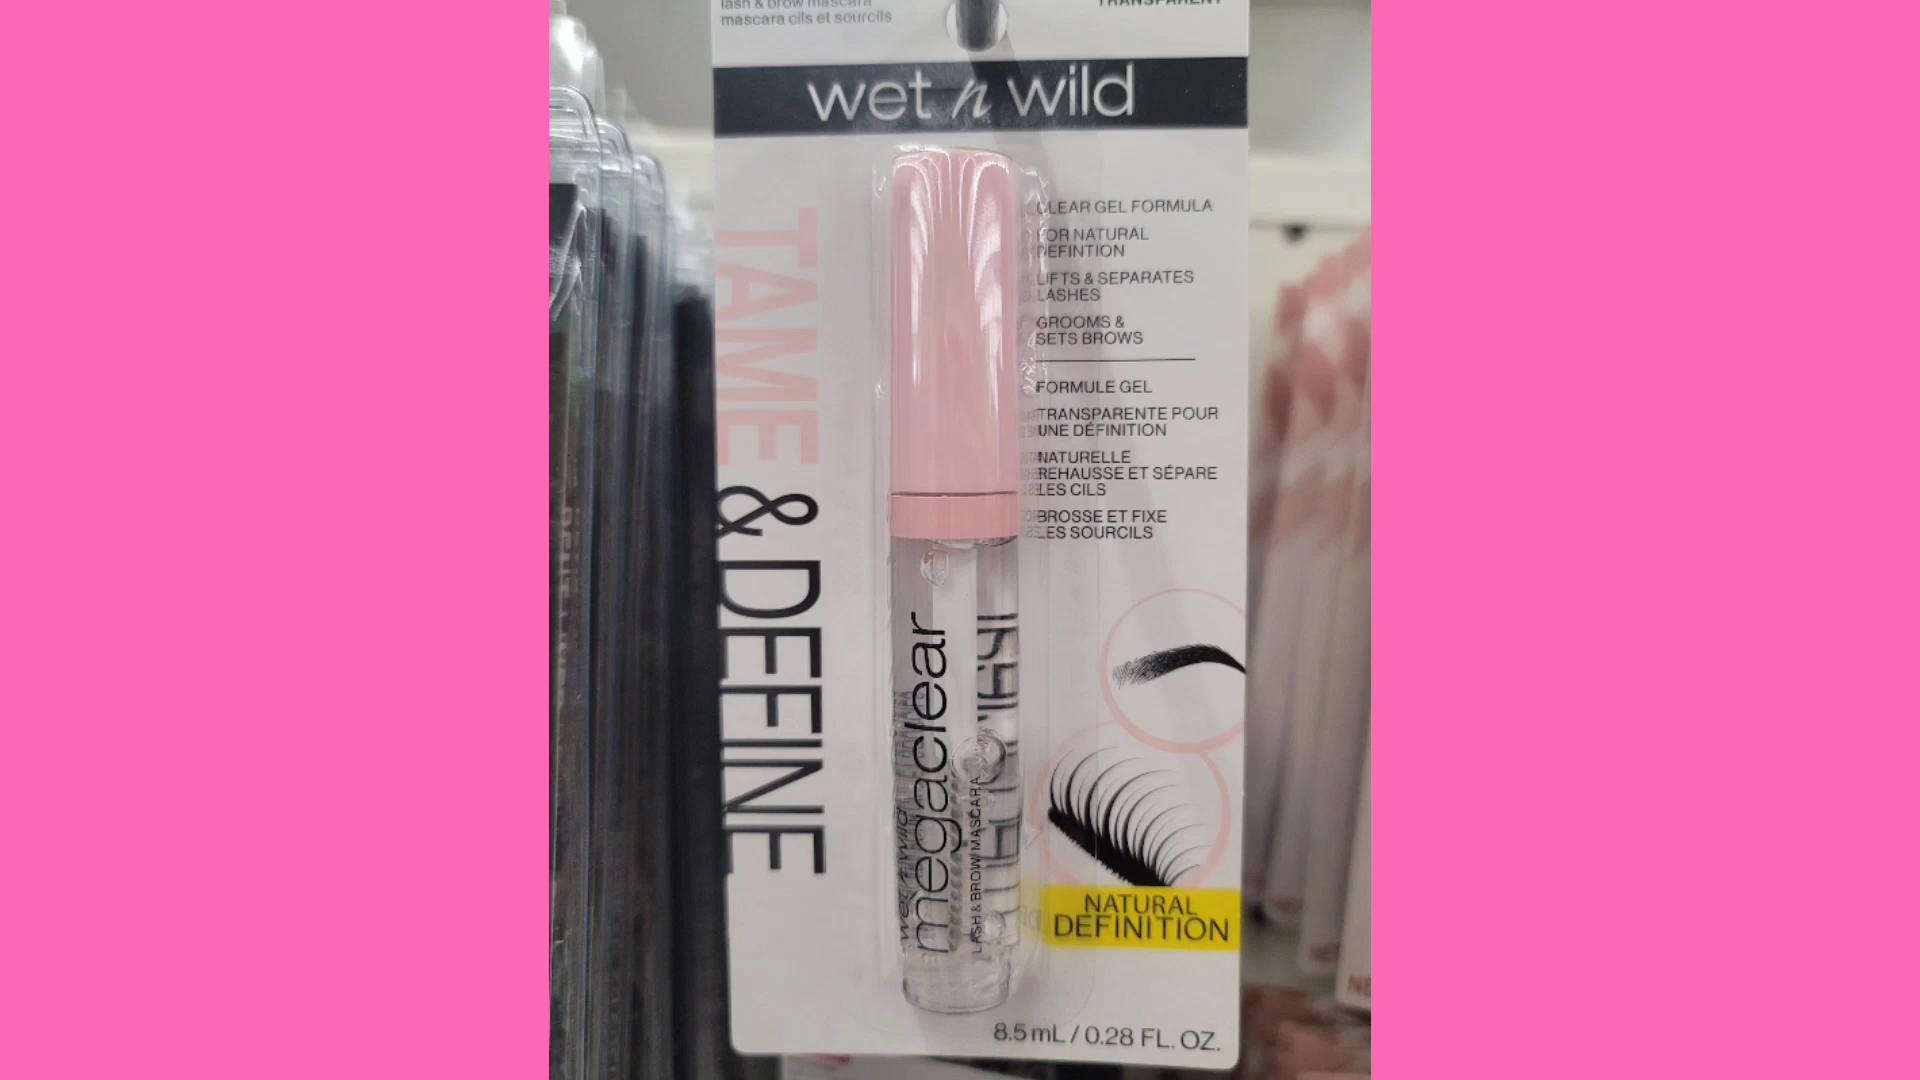 lash & brow mascara
mascara cils et sourcils
TRANSPARENT
wet n wild
TAME & DEFINE
CLEAR GEL FORMULA
FOR NATURAL
DEFINTION
LIFTS & SEPARATES
LASHES
GROOMS &
SETS BROWS
FORMULE GEL
TRANSPARENTE POUR
UNE DÉFINITION
NATURELLE
REHAUSSE ET SÉPARE
LES CILS
BROSSE ET FIXE
LES SOURCILS
wet n wild
megaclear
LASH & BROW MASCARA
NATURAL
DEFINITION
8.5 mL / 0.28 FL. OZ.